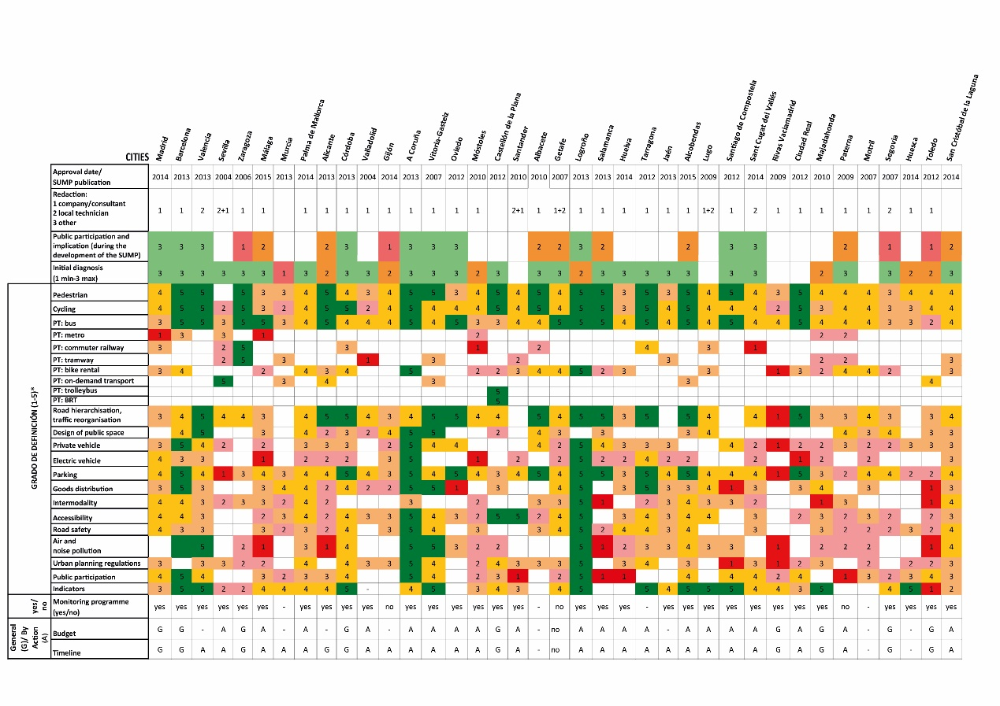 CITIES Madrid Barcelona Valencia Sevilla Zaragoza Málaga Murcia Palma de Mallorca Alicante Córdoba Valladolid Gijón A Coruña Vitoria-Gasteiz Oviedo Móstoles Castellón de la Plana Santander Albacete Getafe Logroño Salamanca Huelva Tarragona Jaén Alcobendas Lugo Santiago de Compostela Sant Cugat del Vallés Rivas Vaciamadrid Ciudad Real Majadahonda Paterna Motril Segovia Huesca Toledo San Cristóbal de la Laguna
Approval date/
SUMP publication
2014 2013 2013 2004 2006 2015 2013 2014 2013 2013 2004 2014 2013 2007 2012 2010 2012 2010 2010 2007 2013 2013 2014 2012 2013 2015 2009 2012 2014 2009 2012 2010 2009 2007 2007 2014 2012 2014
Redaction:
1 company/consultant
2 local technician
3 other
1 1 2 2+1 1 1 1 1 1 1 1 1 1 1 1 2+1 1 1+2 1 1 1 1 1 1 1+2 1 2 1 1 1 1 1 2 1 1
Public participation and
implication (during the
development of the SUMP)
3 3 3 1 2 2 3 1 3 3 3 2 2 3 2 2 3 3 2 1 1 2
Initial diagnosis
(1 min-3 max)
3 3 3 3 3 3 1 3 2 3 3 2 3 3 3 2 3 3 3 2 3 3 3 3 3 3 3 2 3 3 2 2 3
GRADO DE DEFINICIÓN (1-5)*
Pedestrian 4 5 5 4 5 3 3 4 5 4 3 4 5 5 3 4 5 4 5 4 5 5 3 5 3 5 4 5 4 3 5 4 4 4 3 4 4 4
Cycling 4 5 5 2 5 3 2 4 5 5 2 4 5 4 4 4 5 4 5 4 5 5 3 5 4 5 4 4 4 2 5 3 4 4 3 3 4 4
PT: bus 3 5 5 3 5 5 3 4 5 4 4 4 5 4 5 3 3 4 4 5 5 5 4 5 4 5 4 5 4 4 5 4 4 4 3 3 2 4
PT: metro 1 3 3 1 2 2 2
PT: commuter railway 3 2 5 3 1 2 4 3 1
PT: tramway 2 5 3 1 3 2 3 2 2 3
PT: bike rental 3 4 2 4 3 4 5 2 2 3 4 4 5 2 3 3 1 3 2 4 4 2 3
PT: on-demand transport 5 3 4 3 3 4
PT: trolleybus 5
PT: BRT 5
Road hierarchisation,
traffic reorganisation
3 4 5 4 4 3 4 5 5 4 3 4 5 5 4 4 5 4 5 5 3 5 3 5 4 4 4 1 5 3 3 4 3 3 4
Design of public space 4 5 3 4 2 3 2 4 5 5 2 4 3 3 3 4 4 3 4 3 3
Private vehicle 3 5 4 2 2 3 3 3 2 5 4 4 4 2 5 4 3 3 3 4 2 1 2 2 3 2 2 3 3 3
Electric vehicle 4 3 3 1 2 2 2 3 5 1 2 2 5 2 2 4 2 2 2 1 2 2 3
Parking 4 5 4 1 3 4 3 4 4 5 4 3 5 4 5 4 3 4 5 4 5 5 3 5 4 5 4 4 4 1 5 3 2 4 4 2 2 4
Goods distribution 3 5 3 3 4 4 2 4 2 2 5 5 1 3 4 5 3 5 3 3 3 1 3 3 4 1 3
Intermodality 4 4 3 2 3 3 2 4 2 3 2 3 3 5 1 2 3 4 3 3 2 1 3 1 4
Accessibility 4 4 3 2 3 4 2 4 3 3 5 4 3 2 5 5 2 4 5 3 4 3 4 4 3 2 3 2 3 2 2 3
Road safety 4 3 3 3 2 3 2 4 5 4 3 3 4 5 2 4 4 3 4 3 3 2 2 2 3 2
Air and
noise pollution
5 2 1 3 1 4 5 5 3 2 2 5 1 2 3 3 4 3 3 1 2 2 2 1 4
Urban planning regulations 3 3 3 2 2 4 4 3 3 5 4 2 4 3 3 3 5 3 4 3 1 3 1 2 3 2 2 2 3
Public participation 4 5 4 3 2 3 3 4 5 4 2 3 1 2 5 1 1 4 3 3 4 4 2 4 1 3 2 2 4 3
Indicators 3 5 5 2 2 4 4 4 4 5 - 4 5 3 4 3 4 5 4 5 5 5 4 4 3 5 4 5 1 2
yes/
no
Monitoring programme
(yes/no)
yes yes yes yes yes yes - yes yes yes yes no yes yes yes yes yes yes - no yes yes yes - yes yes yes yes yes yes yes yes no - yes yes yes yes
General
(G)/ By
Action
(A)
Budget G G - A G A - A - G A - A A A A G A - no A A A A - A A A A G A G A - G - G A
Timeline G G A A G A A A G G A A A A A A G A - no A A A A A A A A A G A G A - G - G A